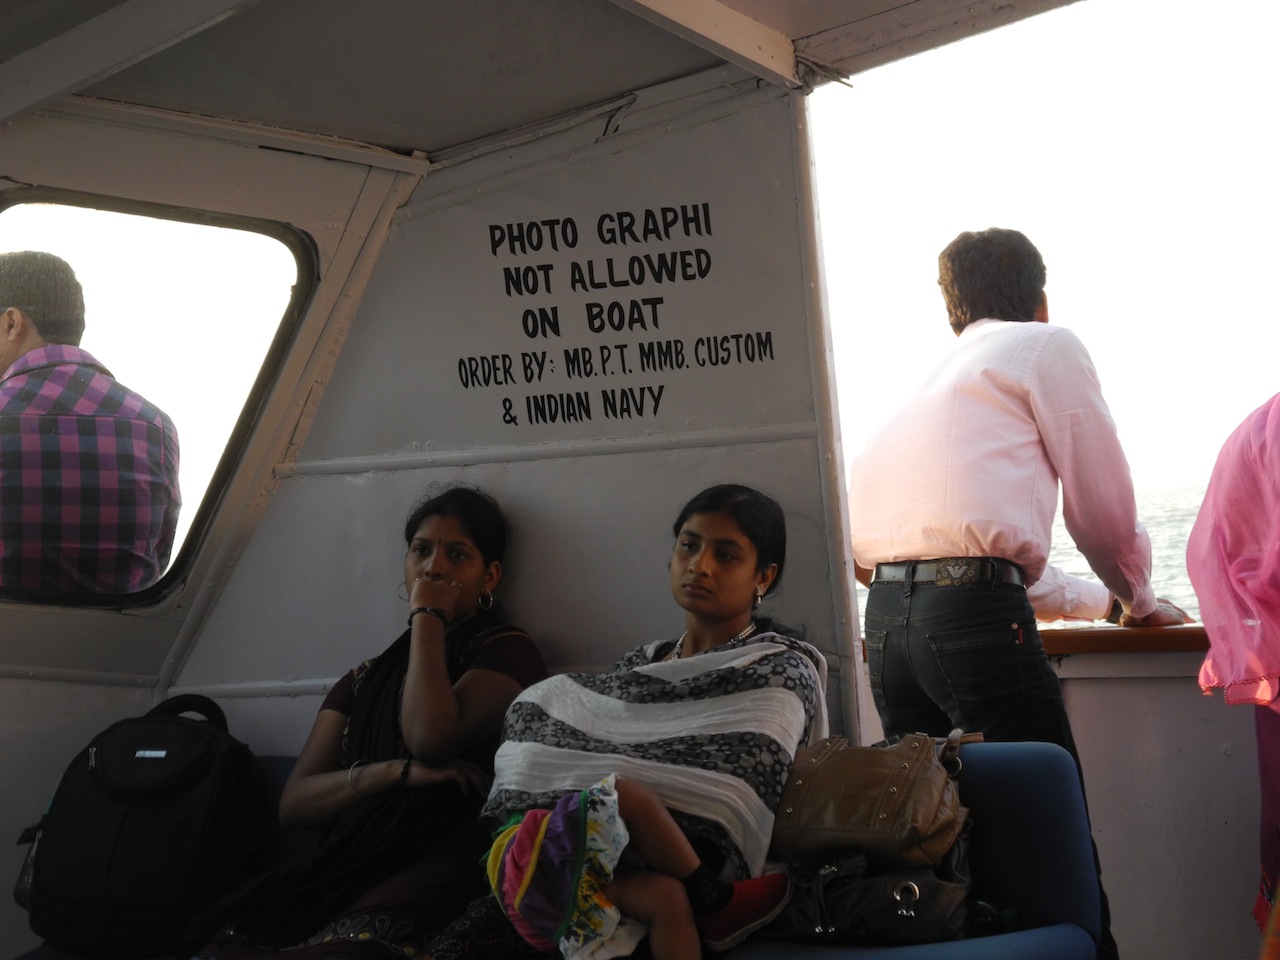 PHOTO GRAPHI
NOT ALLOWED
ON BOAT
ORDER BY: MB.P.T. MMB. CUSTOM
& INDIAN NAVY